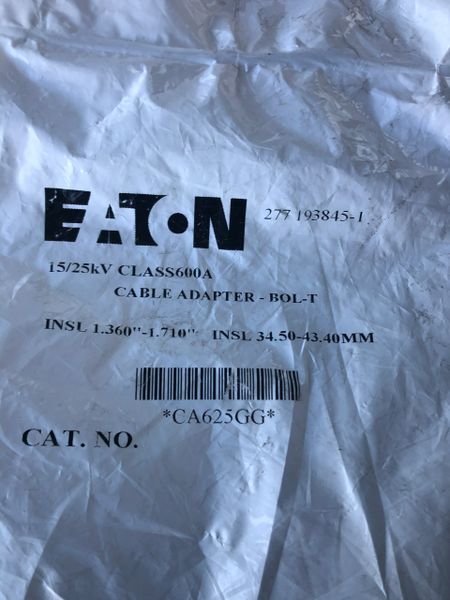 EATON 277 193845-1
15/25kV CLASS600A
CABLE ADAPTER - BOL-T
INSL 1.360"-1.710" INSL 34.50-43.40MM
*CA625GG*
CAT. NO.